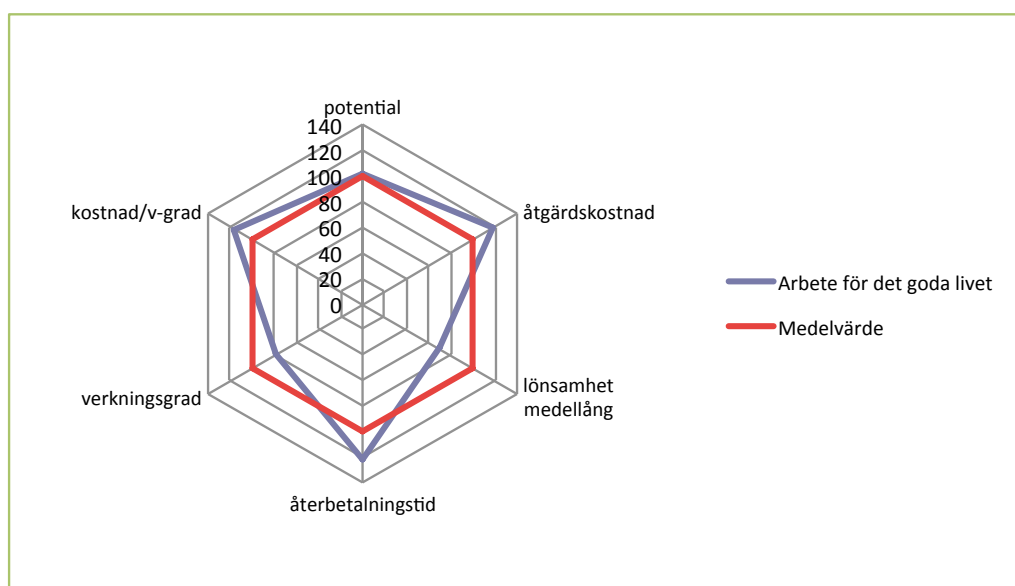 potential
140
120
100
80
60
40
20
0
åtgärdskostnad
lönsamhet
medellång
återbetalningstid
verkningsgrad
kostnad/v-grad
Arbete för det goda livet
Medelvärde